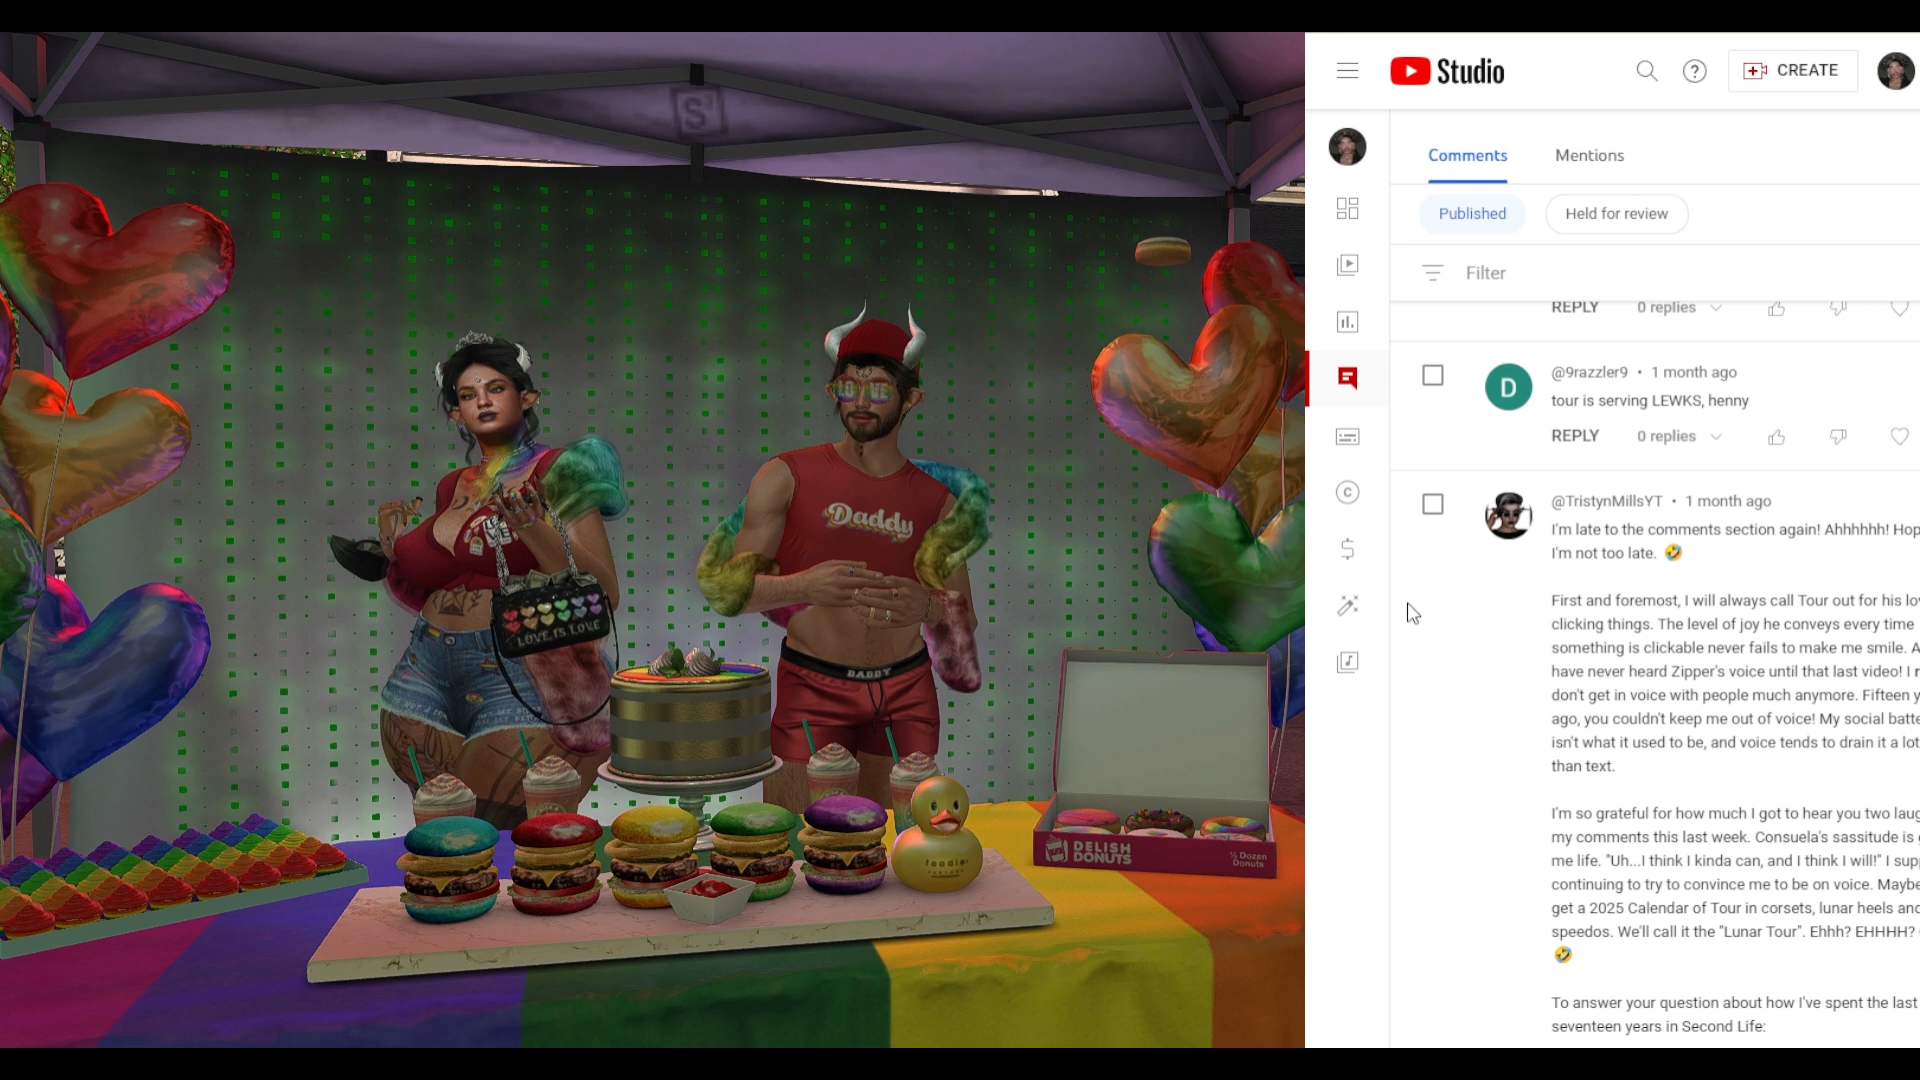 S
Daddy
LOVE IS LOVE
DADDY
foodie
DELISH
DONUTS
½ Dozen
Donuts
Studio
CREATE
Comments
Mentions
Published
Held for review
Filter
REPLY
0 replies
@9razzler9 • 1 month ago
D
tour is serving LEWKS, henny
REPLY
0 replies
@TristynMillsYT • 1 month ago
I'm late to the comments section again! Ahhhhhh! Hop
I'm not too late. 🤣
First and foremost, I will always call Tour out for his lo
clicking things. The level of joy he conveys every time
something is clickable never fails to make me smile. A
have never heard Zipper's voice until that last video! I r
don't get in voice with people much anymore. Fifteen y
ago, you couldn't keep me out of voice! My social batte
isn't what it used to be, and voice tends to drain it a lot
than text.
I'm so grateful for how much I got to hear you two laug
my comments this last week. Consuela's sassitude is g
me life. "Uh...I think I kinda can, and I think I will!" I supp
continuing to try to convince me to be on voice. Maybe
get a 2025 Calendar of Tour in corsets, lunar heels and
speedos. We'll call it the "Lunar Tour". Ehhh? EHHHH?
🤣
To answer your question about how I've spent the last
seventeen years in Second Life: